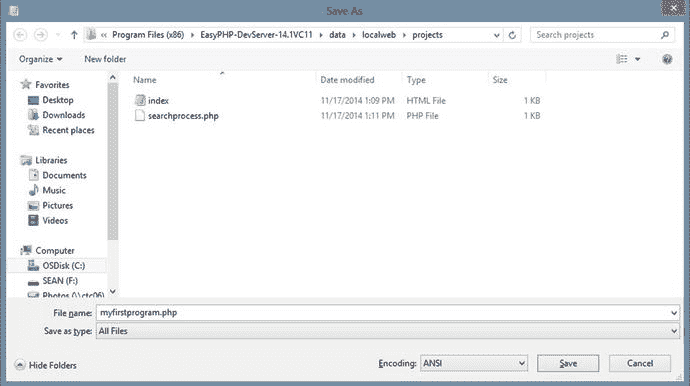 Save As
« Program Files (x86) ▸ EasyPHP-DevServer-14.1VC11 ▸ data ▸ localweb ▸ projects
Search projects
Organize New folder
Favorites
Desktop
Downloads
Recent places
Libraries
Documents
Music
Pictures
Videos
Computer
OSDisk (C:)
SEAN (F:)
Photos (\\ctc06)
Name Date modified Type Size
index 11/17/2014 1:09 PM HTML File 1 KB
searchprocess.php 11/17/2014 1:11 PM PHP File 1 KB
File name: myfirstprogram.php
Save as type: All Files
Hide Folders Encoding: ANSI Save Cancel